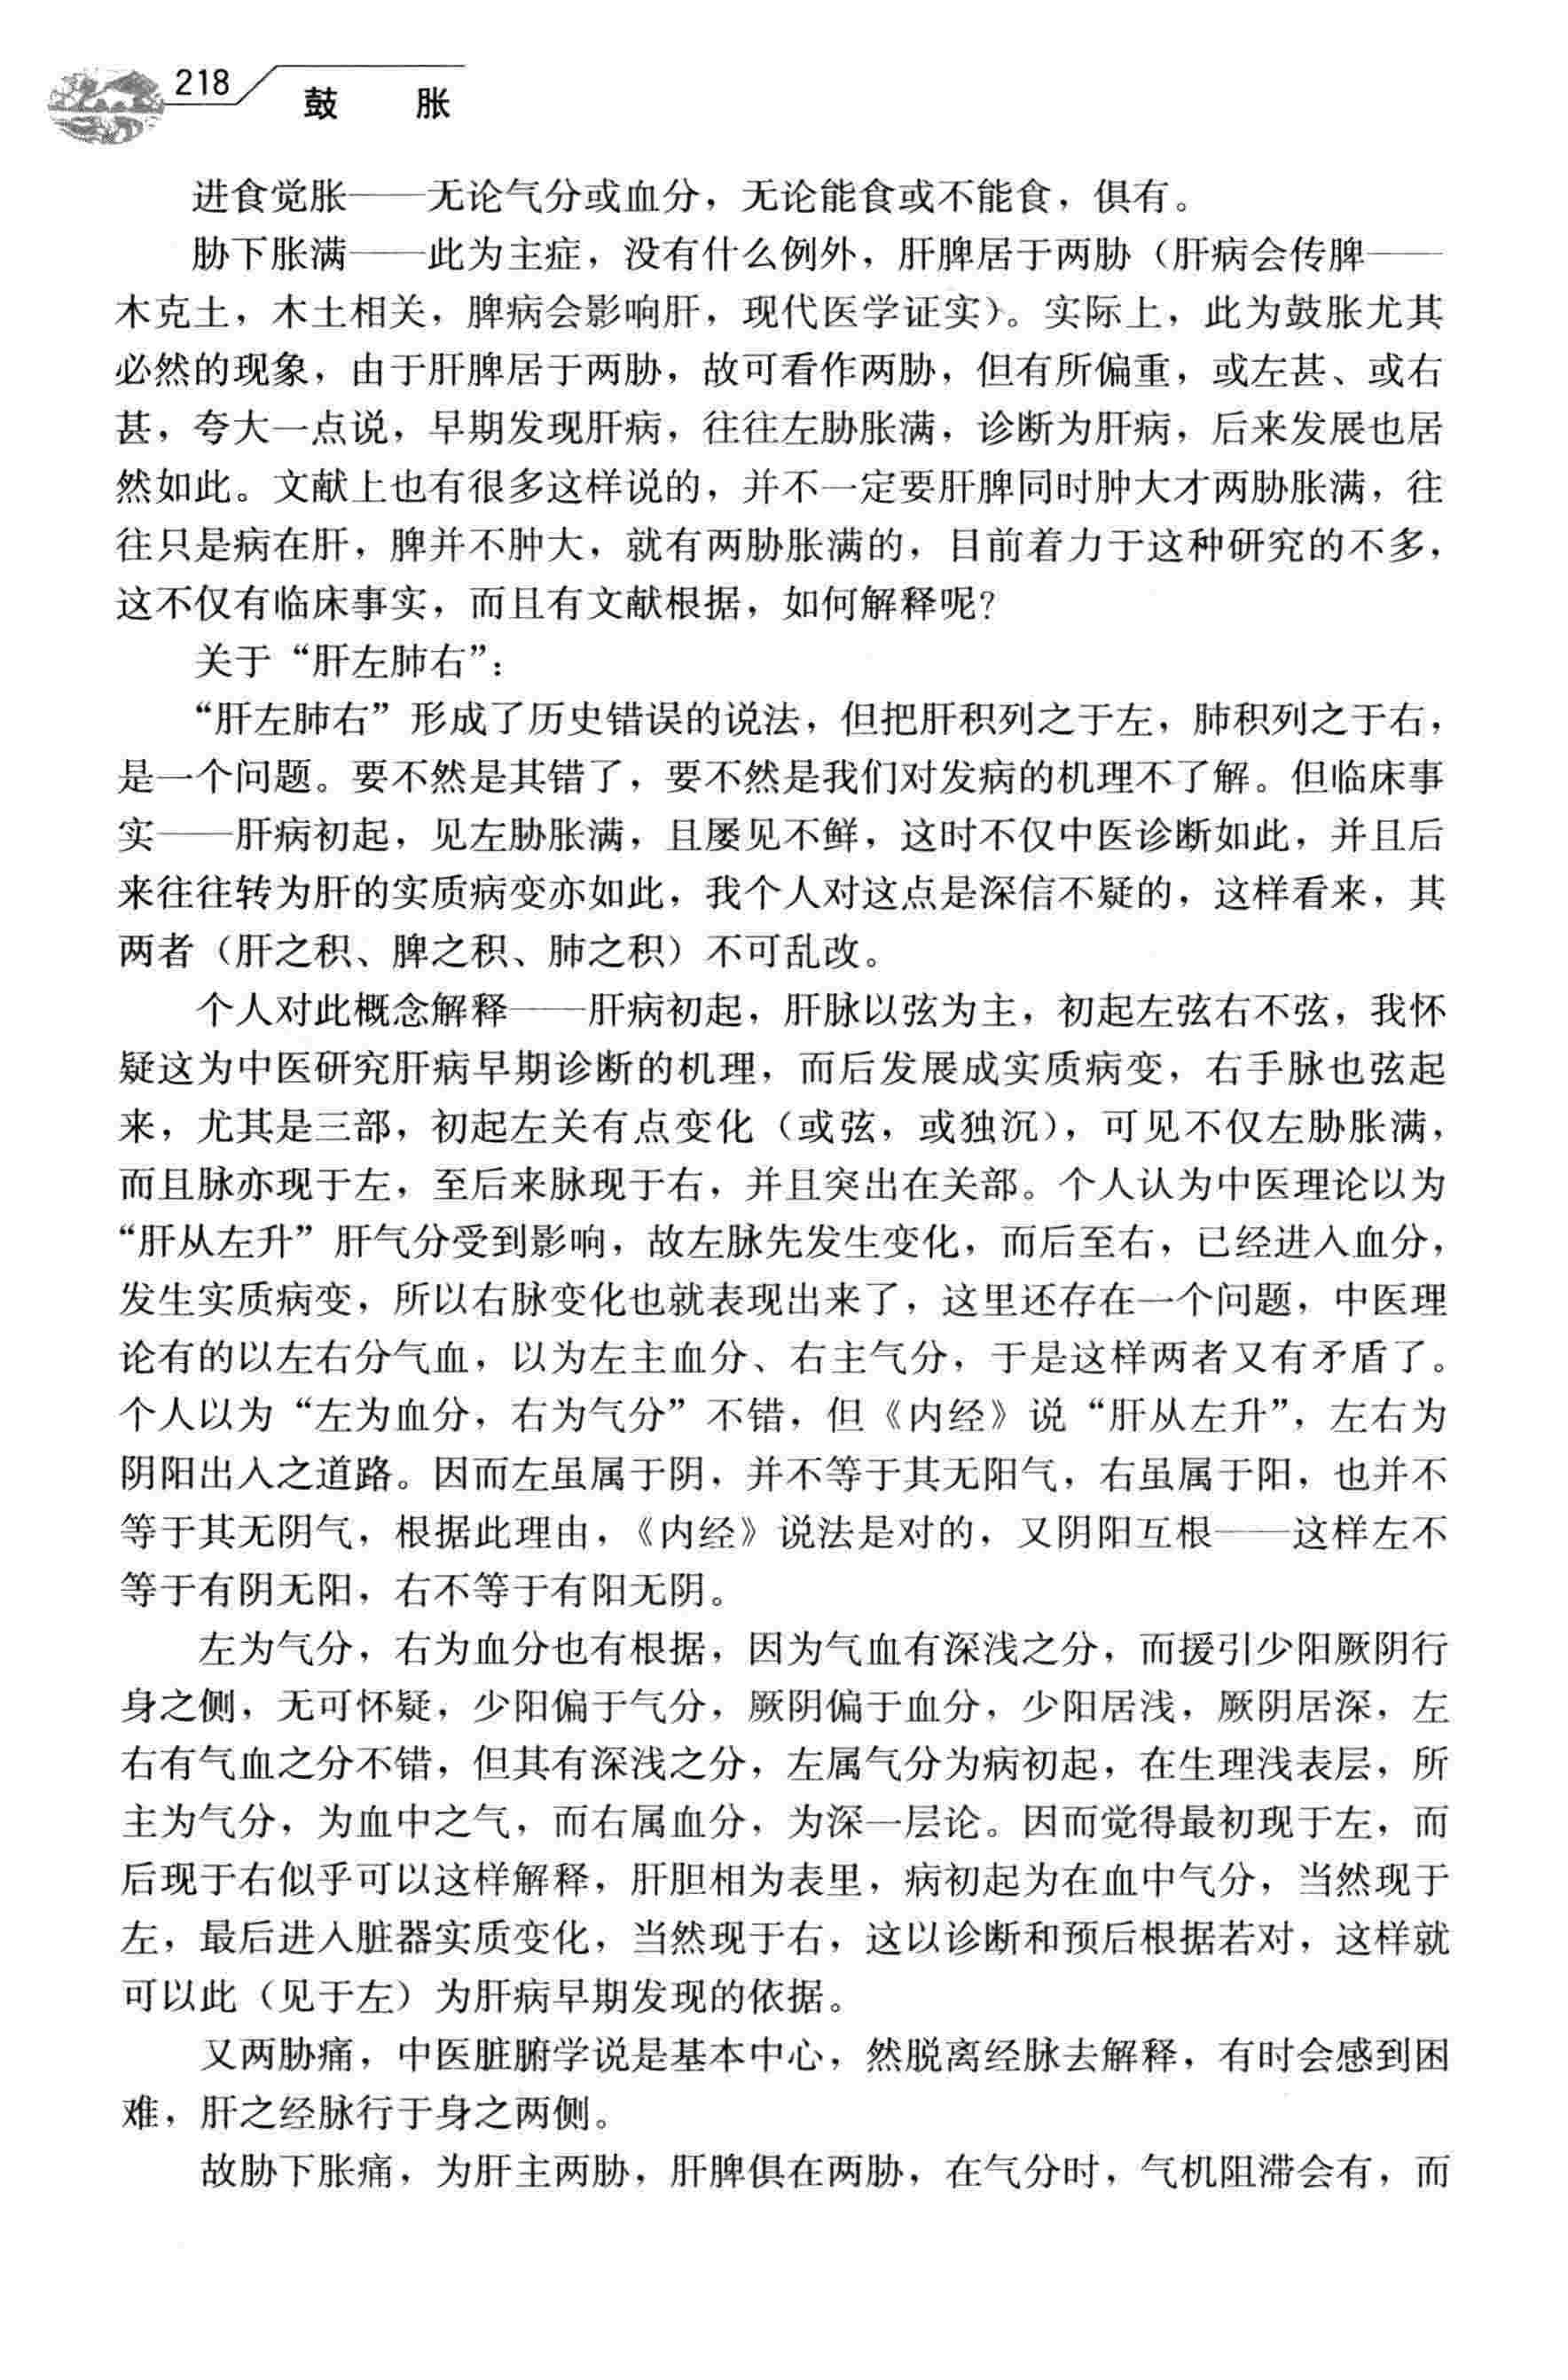 218
鼓 胀
进食觉胀——无论气分或血分，无论能食或不能食，俱有。
胁下胀满——此为主症，没有什么例外，肝脾居于两胁（肝病会传脾——
木克土，木土相关，脾病会影响肝，现代医学证实）。实际上，此为鼓胀尤其
必然的现象，由于肝脾居于两胁，故可看作两胁，但有所偏重，或左甚、或右
甚，夸大一点说，早期发现肝病，往往左胁胀满，诊断为肝病，后来发展也居
然如此。文献上也有很多这样说的，并不一定要肝脾同时肿大才两胁胀满，往
往只是病在肝，脾并不肿大，就有两胁胀满的，目前着力于这种研究的不多，
这不仅有临床事实，而且有文献根据，如何解释呢？
关于“肝左肺右”：
“肝左肺右”形成了历史错误的说法，但把肝积列之于左，肺积列之于右，
是一个问题。要不然是其错了，要不然是我们对发病的机理不了解。但临床事
实——肝病初起，见左胁胀满，且屡见不鲜，这时不仅中医诊断如此，并且后
来往往转为肝的实质病变亦如此，我个人对这点是深信不疑的，这样看来，其
两者（肝之积、脾之积、肺之积）不可乱改。
个人对此概念解释——肝病初起，肝脉以弦为主，初起左弦右不弦，我怀
疑这为中医研究肝病早期诊断的机理，而后发展成实质病变，右手脉也弦起
来，尤其是三部，初起左关有点变化（或弦，或独沉），可见不仅左胁胀满，
而且脉亦现于左，至后来脉现于右，并且突出在关部。个人认为中医理论以为
“肝从左升”肝气分受到影响，故左脉先发生变化，而后至右，已经进入血分，
发生实质病变，所以右脉变化也就表现出来了，这里还存在一个问题，中医理
论有的以左右分气血，以为左主血分、右主气分，于是这样两者又有矛盾了。
个人以为“左为血分，右为气分”不错，但《内经》说“肝从左升”，左右为
阴阳出入之道路。因而左虽属于阴，并不等于其无阳气，右虽属于阳，也并不
等于其无阴气，根据此理由，《内经》说法是对的，又阴阳互根——这样左不
等于有阴无阳，右不等于有阳无阴。
左为气分，右为血分也有根据，因为气血有深浅之分，而援引少阳厥阴行
身之侧，无可怀疑，少阳偏于气分，厥阴偏于血分，少阳居浅，厥阴居深，左
右有气血之分不错，但其有深浅之分，左属气分为病初起，在生理浅表层，所
主为气分，为血中之气，而右属血分，为深一层论。因而觉得最初现于左，而
后现于右似乎可以这样解释，肝胆相为表里，病初起为在血中气分，当然现于
左，最后进入脏器实质变化，当然现于右，这以诊断和预后根据若对，这样就
可以此（见于左）为肝病早期发现的依据。
又两胁痛，中医脏腑学说是基本中心，然脱离经脉去解释，有时会感到困
难，肝之经脉行于身之两侧。
故胁下胀痛，为肝主两胁，肝脾俱在两胁，在气分时，气机阻滞会有，而